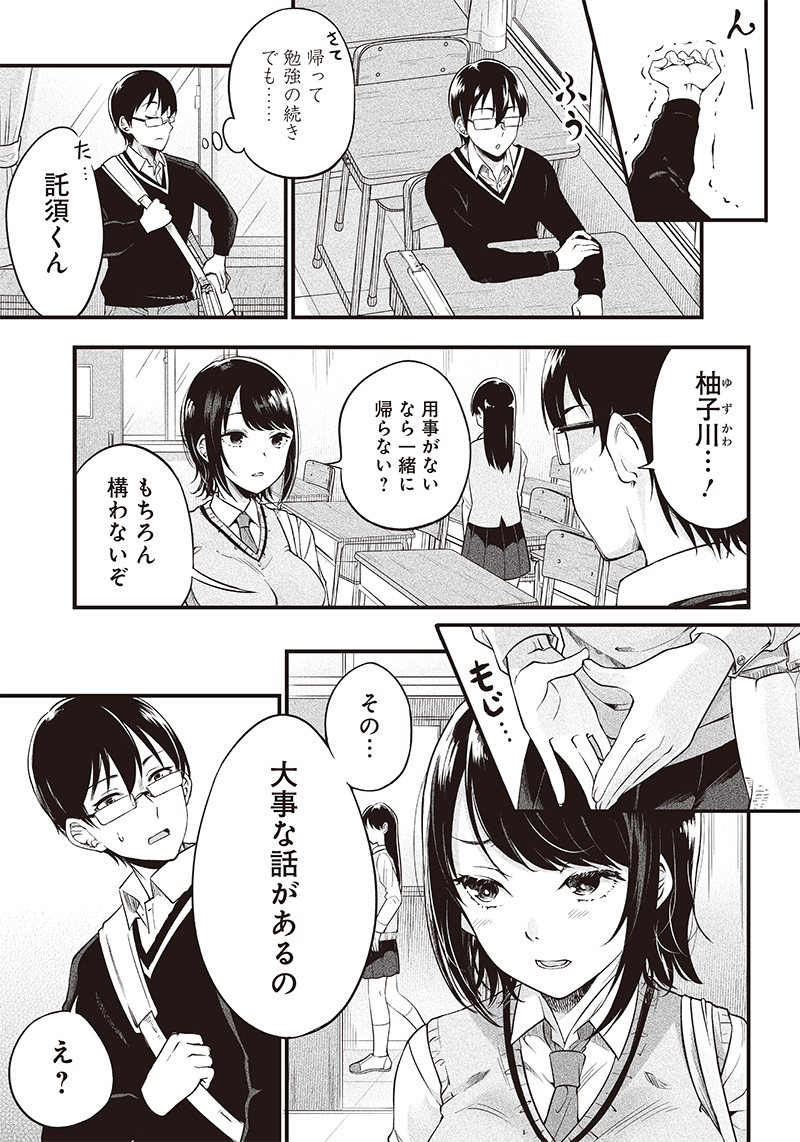 ん
ふぅ
さて
帰って
勉強の続き
でも……
た…
託須くん
柚子川…！
ゆずかわ
用事がない
なら一緒に
帰らない？
もちろん
構わないぞ
もじ…
その…
大事な話があるの
え？